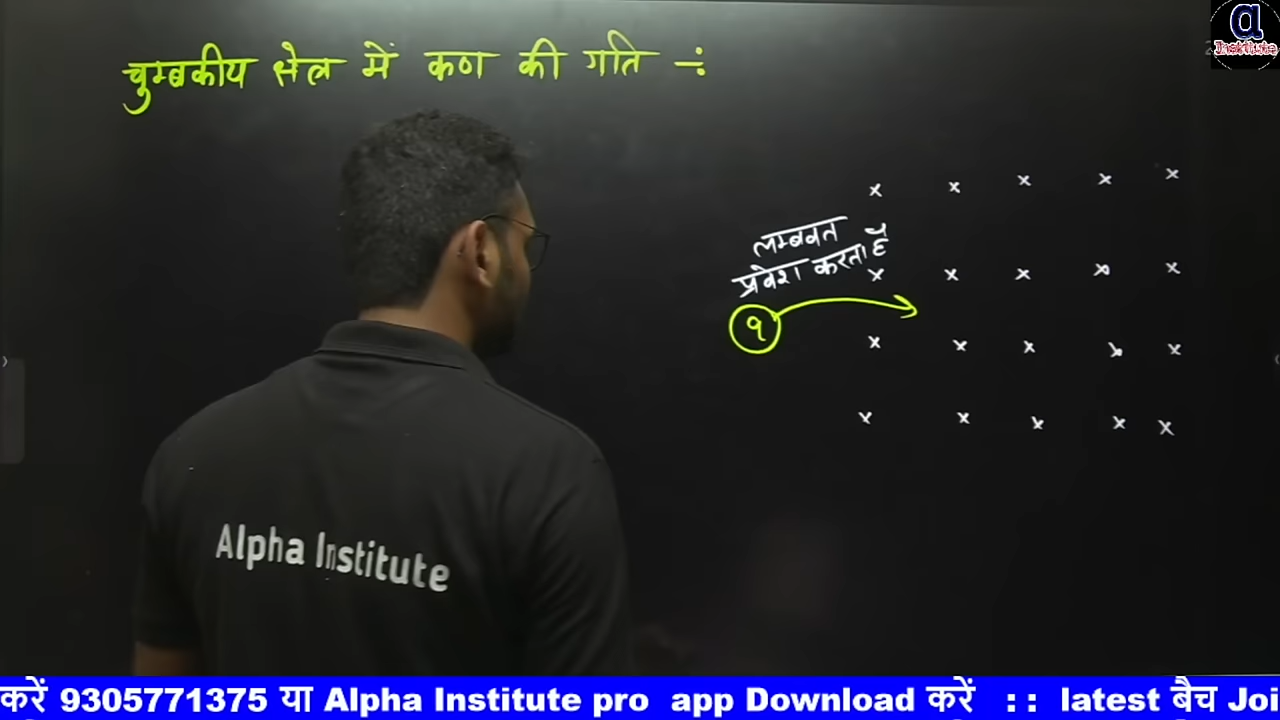 चुम्बकीय क्षेत्र में कण की गति :-
α
Institute
लम्बवत
प्रवेश करता है
q
x x x x x
x x x x x
x x x x x
x x x x x
Alpha Institute
करें 9305771375 या Alpha Institute pro app Download करें :: latest बैच Joi